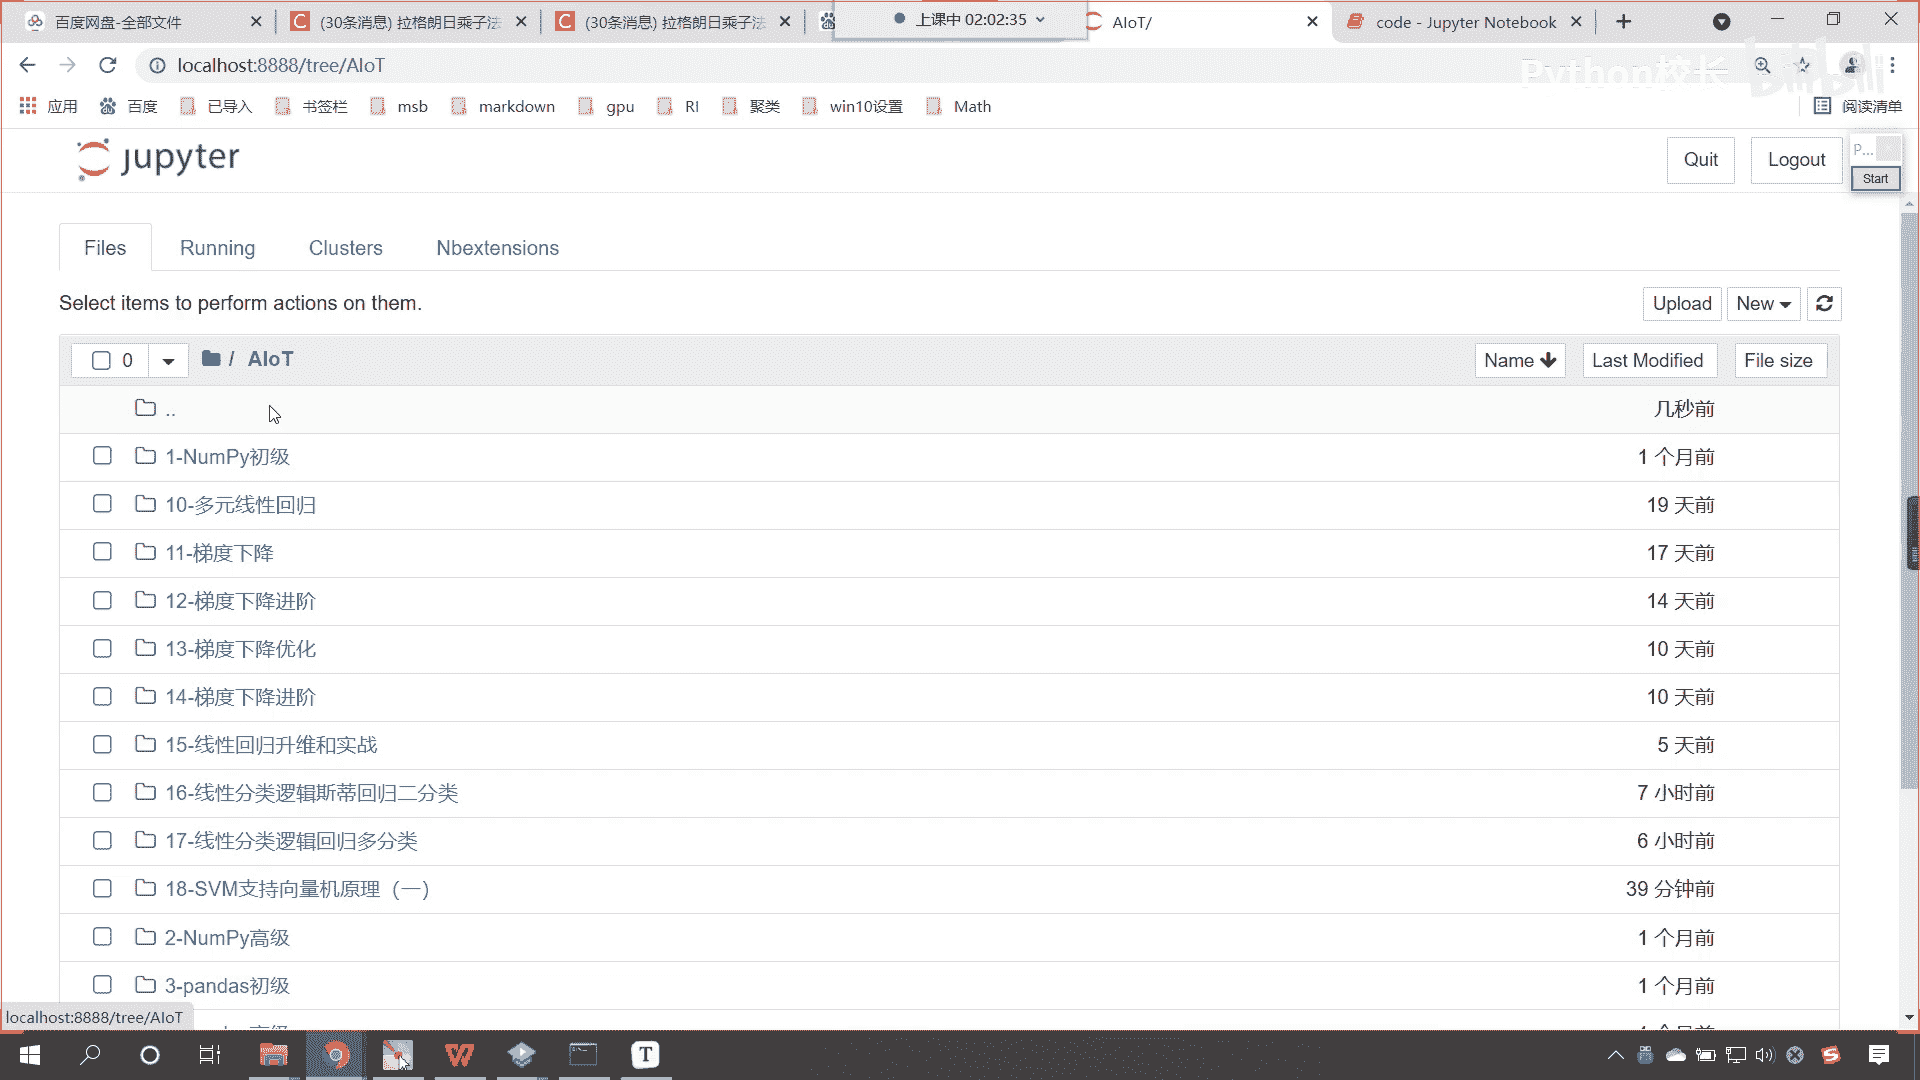 百度网盘-全部文件
(30条消息) 拉格朗日乘子法
(30条消息) 拉格朗日乘子法
上课中 02:02:35
AIoT/
code - Jupyter Notebook
localhost:8888/tree/AIoT
Python校长
bilibili
应用
百度
已导入
书签栏
msb
markdown
gpu
RI
聚类
win10设置
Math
阅读清单
jupyter
Quit
Logout
P...
Start
Files
Running
Clusters
Nbextensions
Select items to perform actions on them.
Upload
New
0
/ AIoT
Name
Last Modified
File size
..
几秒前
1-NumPy初级
1 个月前
10-多元线性回归
19 天前
11-梯度下降
17 天前
12-梯度下降进阶
14 天前
13-梯度下降优化
10 天前
14-梯度下降进阶
10 天前
15-线性回归升维和实战
5 天前
16-线性分类逻辑斯蒂回归二分类
7 小时前
17-线性分类逻辑回归多分类
6 小时前
18-SVM支持向量机原理（一）
39 分钟前
2-NumPy高级
1 个月前
3-pandas初级
1 个月前
localhost:8888/tree/AIoT